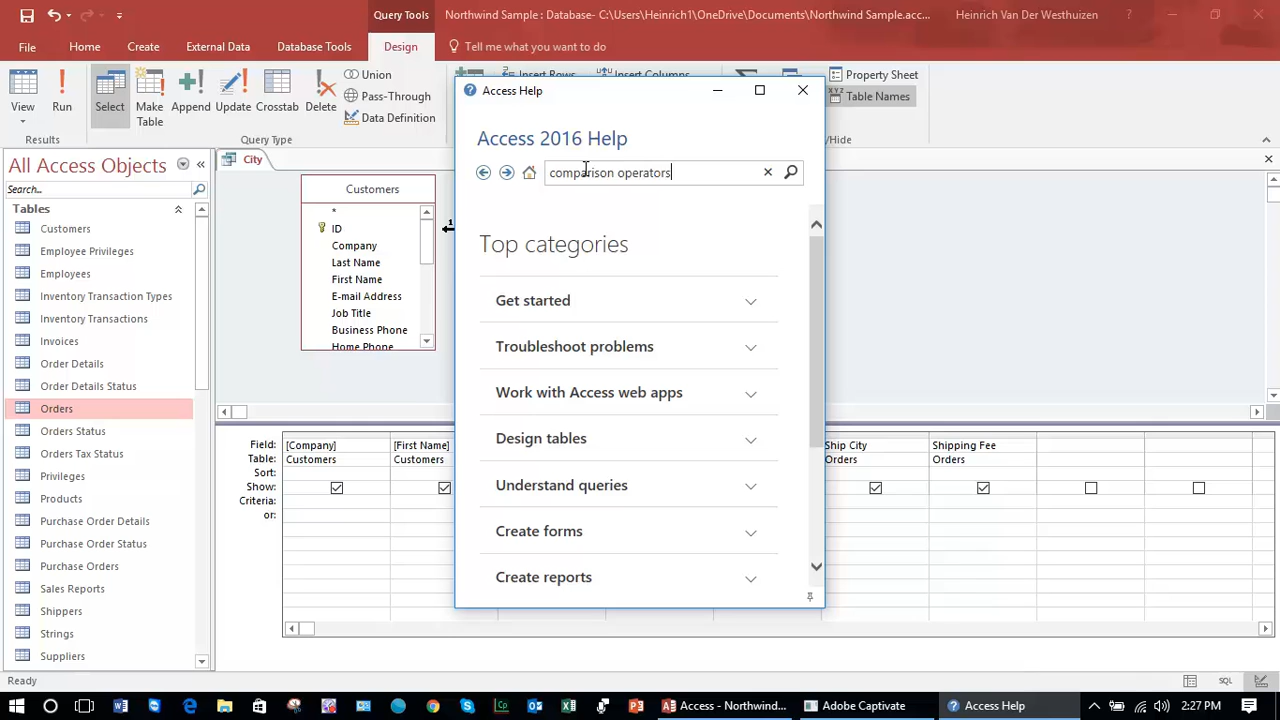 Query Tools
Northwind Sample : Database- C:\Users\Heinrich1\OneDrive\Documents\Northwind Sample.acc...
Heinrich Van Der Westhuizen
?
File
Home
Create
External Data
Database Tools
Design
Tell me what you want to do
View
Run
Results
Select
Make Table
Append
Update
Crosstab
Delete
Union
Pass-Through
Data Definition
Query Type
Insert Rows
Insert Columns
Property Sheet
Table Names
/Hide
All Access Objects
Search...
Tables
Customers
Employee Privileges
Employees
Inventory Transaction Types
Inventory Transactions
Invoices
Order Details
Order Details Status
Orders
Orders Status
Orders Tax Status
Privileges
Products
Purchase Order Details
Purchase Order Status
Purchase Orders
Sales Reports
Shippers
Strings
Suppliers
City
Customers
*
ID
Company
Last Name
First Name
E-mail Address
Job Title
Business Phone
Home Phone
1
Access Help
Access 2016 Help
comparison operators
Top categories
Get started
Troubleshoot problems
Work with Access web apps
Design tables
Understand queries
Create forms
Create reports
Field: [Company] [First Name] Ship City Shipping Fee
Table: Customers Customers Orders Orders
Sort:
Show:
Criteria:
or:
Ready
SQL
Access - Northwin...
Adobe Captivate
Access Help
2:27 PM